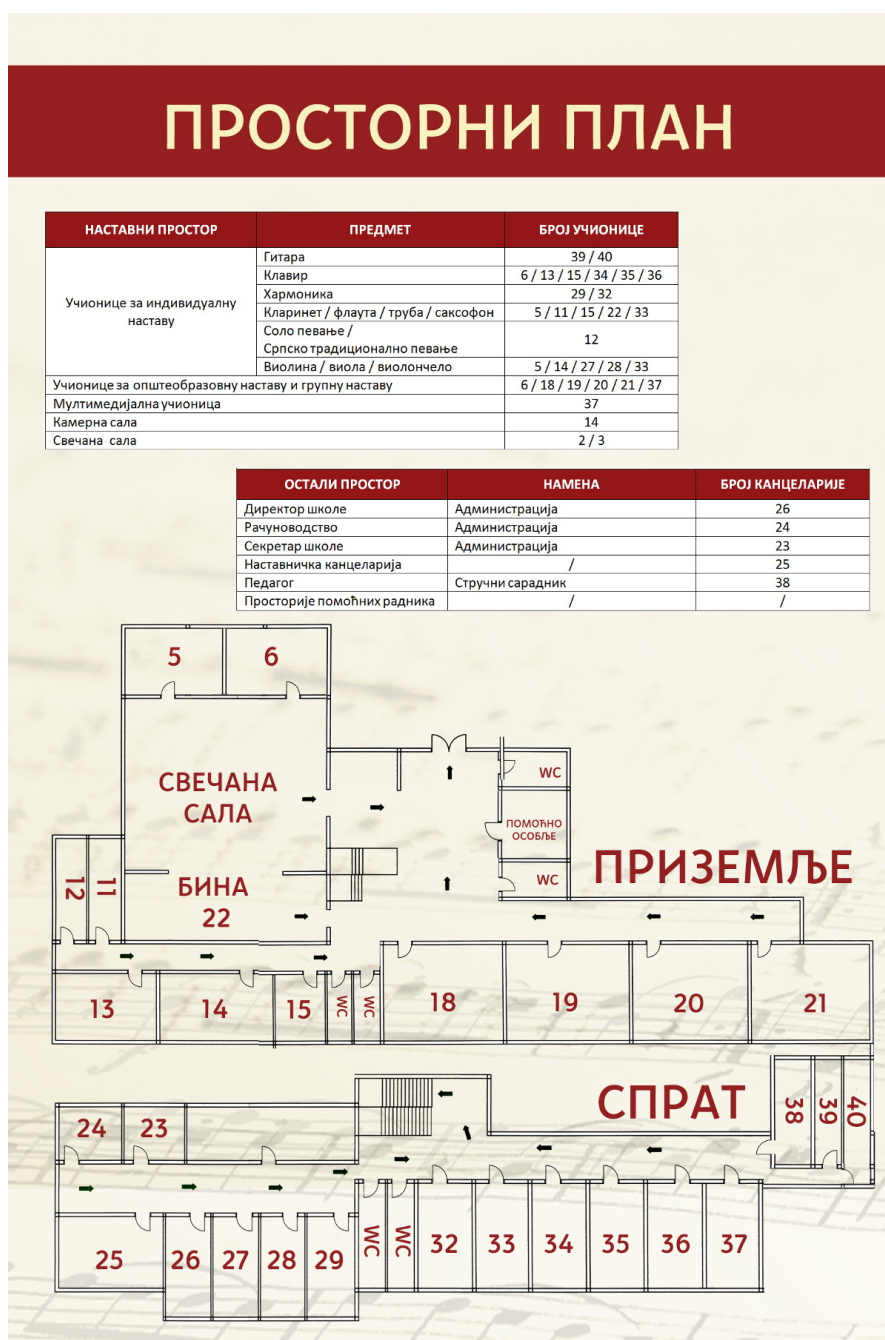 ПРОСТОРНИ ПЛАН
НАСТАВНИ ПРОСТОР ПРЕДМЕТ БРОЈ УЧИОНИЦЕ
Учионице за индивидуалну наставу
Гитара 39 / 40
Клавир 6 / 13 / 15 / 34 / 35 / 36
Хармоника 29 / 32
Кларинет / флаута / труба / саксофон 5 / 11 / 15 / 22 / 33
Соло певање /
Српско традиционално певање 12
Виолина / виола / виолончело 5 / 14 / 27 / 28 / 33
Учионице за општеобразовну наставу и групну наставу 6 / 18 / 19 / 20 / 21 / 37
Мултимедијална учионица 37
Камерна сала 14
Свечана сала 2 / 3
ОСТАЛИ ПРОСТОР НАМЕНА БРОЈ КАНЦЕЛАРИЈЕ
Директор школе Администрација 26
Рачуноводство Администрација 24
Секретар школе Администрација 23
Наставничка канцеларија / 25
Педагог Стручни сарадник 38
Просторије помоћних радника / /
5 6
СВЕЧАНА
САЛА
WC
ПОМОЋНО
ОСОБЉЕ
WC
ПРИЗЕМЉЕ
12 11
БИНА
22
13 14 15 WC WC 18 19 20 21
СПРАТ
38 39 40
24 23
25 26 27 28 29 WC WC 32 33 34 35 36 37